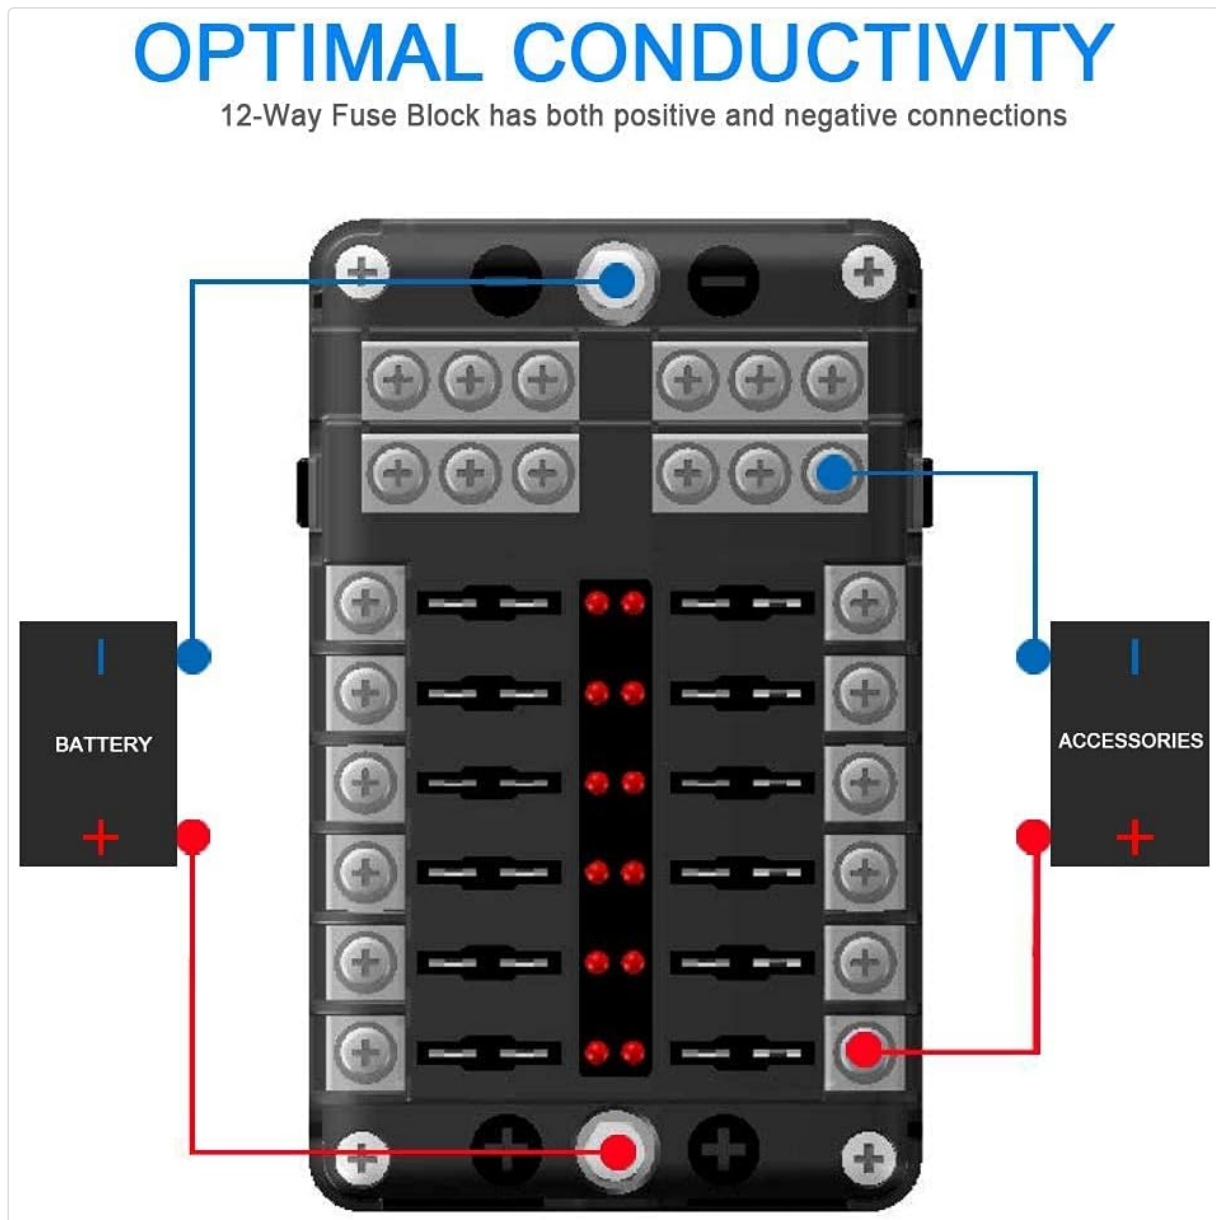 OPTIMAL CONDUCTIVITY
12-Way Fuse Block has both positive and negative connections
BATTERY
ACCESSORIES